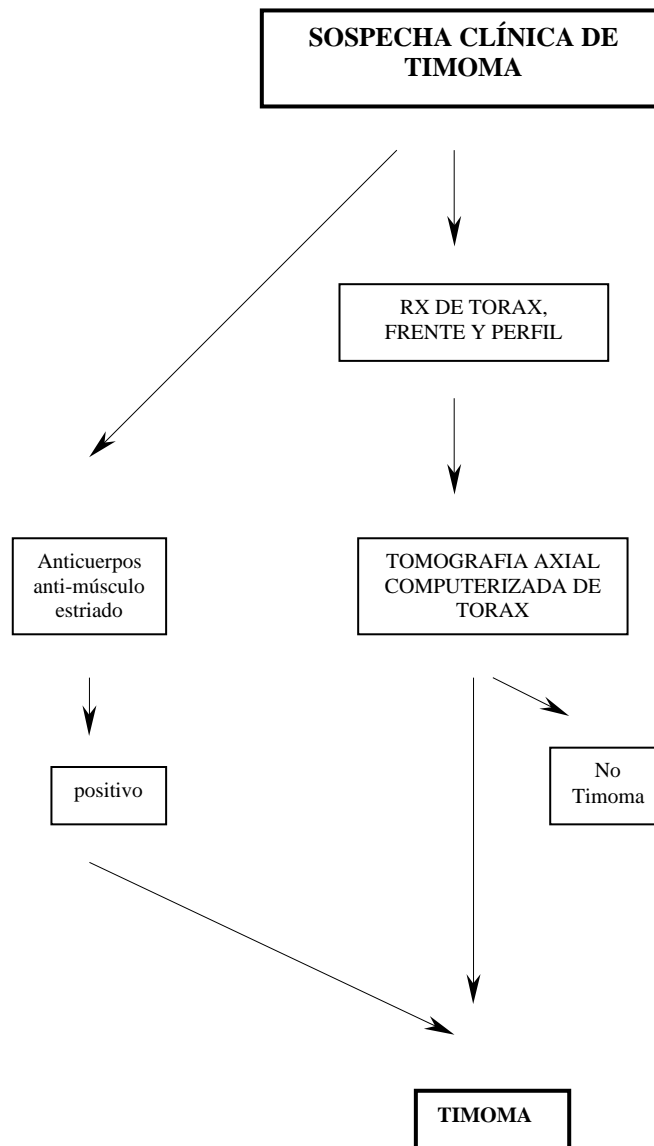 SOSPECHA CLÍNICA DE
TIMOMA
RX DE TORAX,
FRENTE Y PERFIL
Anticuerpos
anti-músculo
estriado
TOMOGRAFIA AXIAL
COMPUTERIZADA DE
TORAX
positivo
No
Timoma
TIMOMA